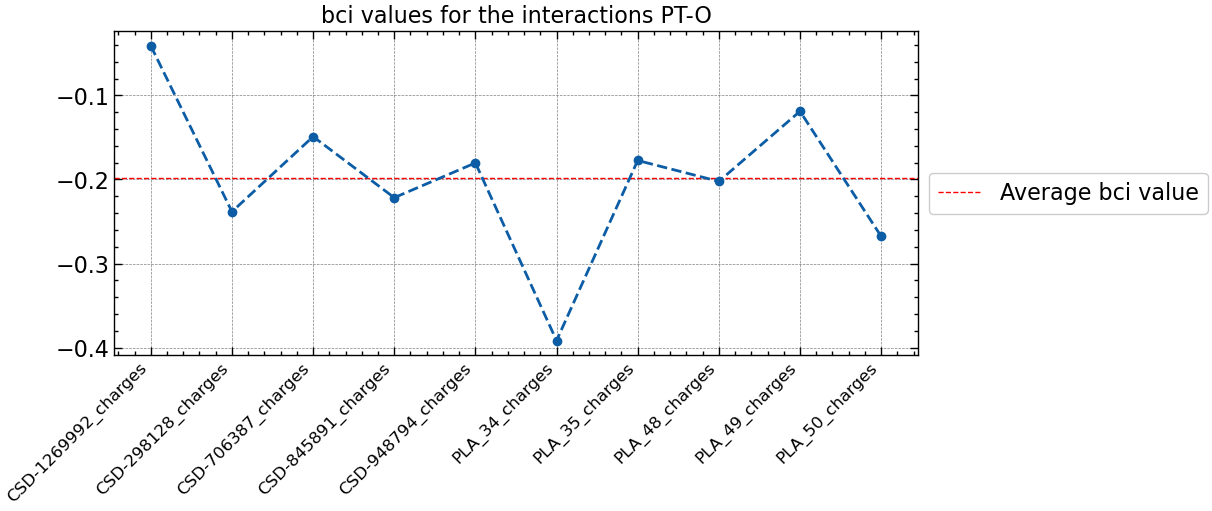 bci values for the interactions PT-O
−0.1
−0.2
−0.3
−0.4
CSD-1269992_charges
CSD-298128_charges
CSD-706387_charges
CSD-845891_charges
CSD-948794_charges
PLA_34_charges
PLA_35_charges
PLA_48_charges
PLA_49_charges
PLA_50_charges
Average bci value